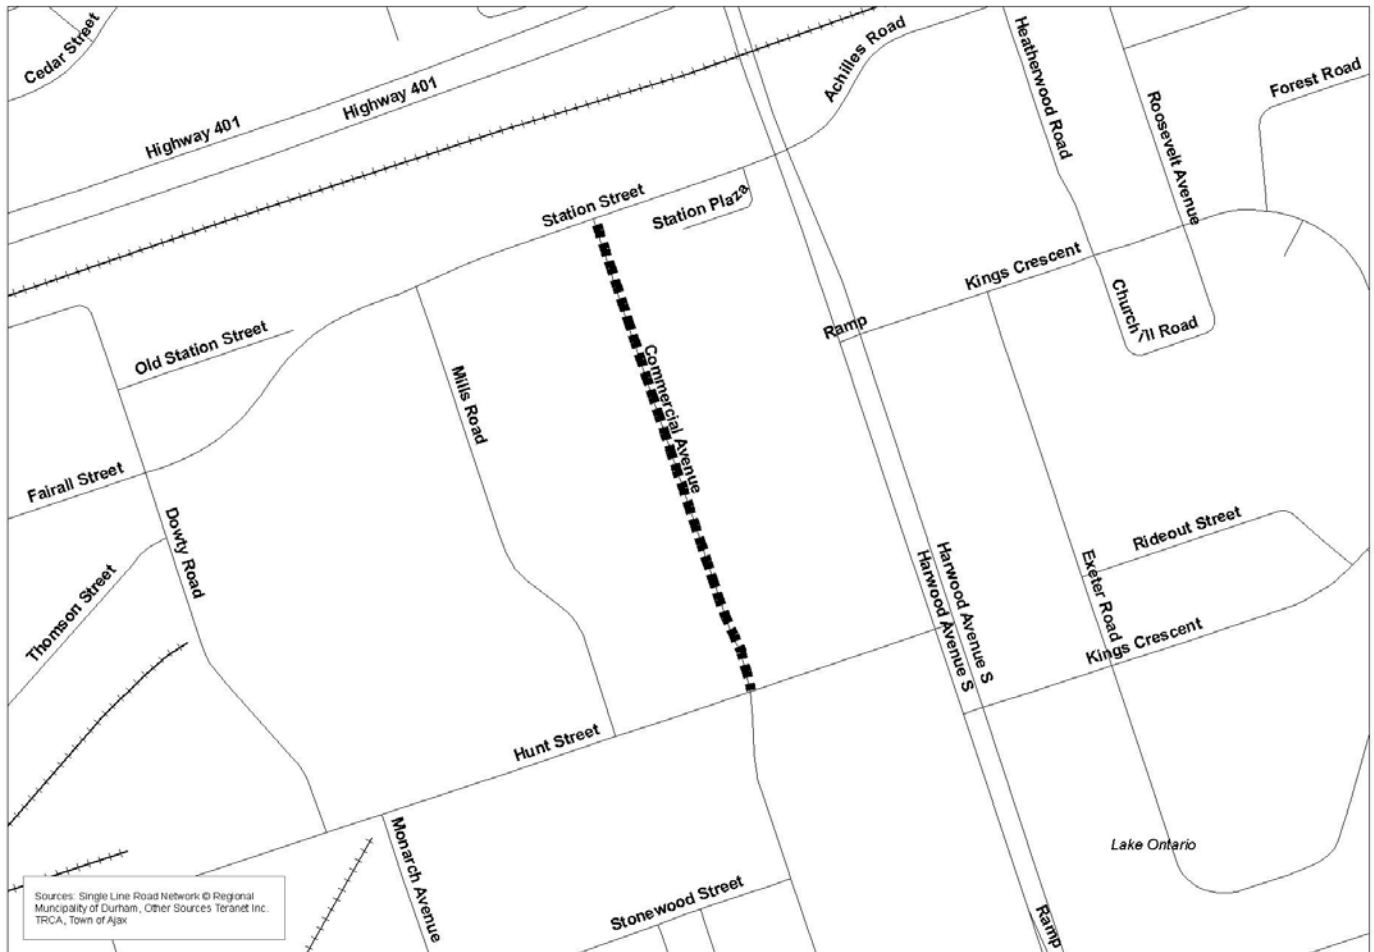 Cedar Street
Highway 401
Highway 401
Achilles Road
Heatherwood Road
Roosevelt Avenue
Forest Road
Station Street
Station Plaza
Kings Crescent
Church
ill Road
Ramp
Old Station Street
Mills Road
Commercial Avenue
Fairall Street
Dowty Road
Thomson Street
Harwood Avenue S
Harwood Avenue S
Exeter Road
Rideout Street
Kings Crescent
Hunt Street
Monarch Avenue
Stonewood Street
Lake Ontario
Ramp
Sources: Single Line Road Network © Regional
Muncipality of Durham, Other Sources Teranet Inc.
TRCA, Town of Ajax